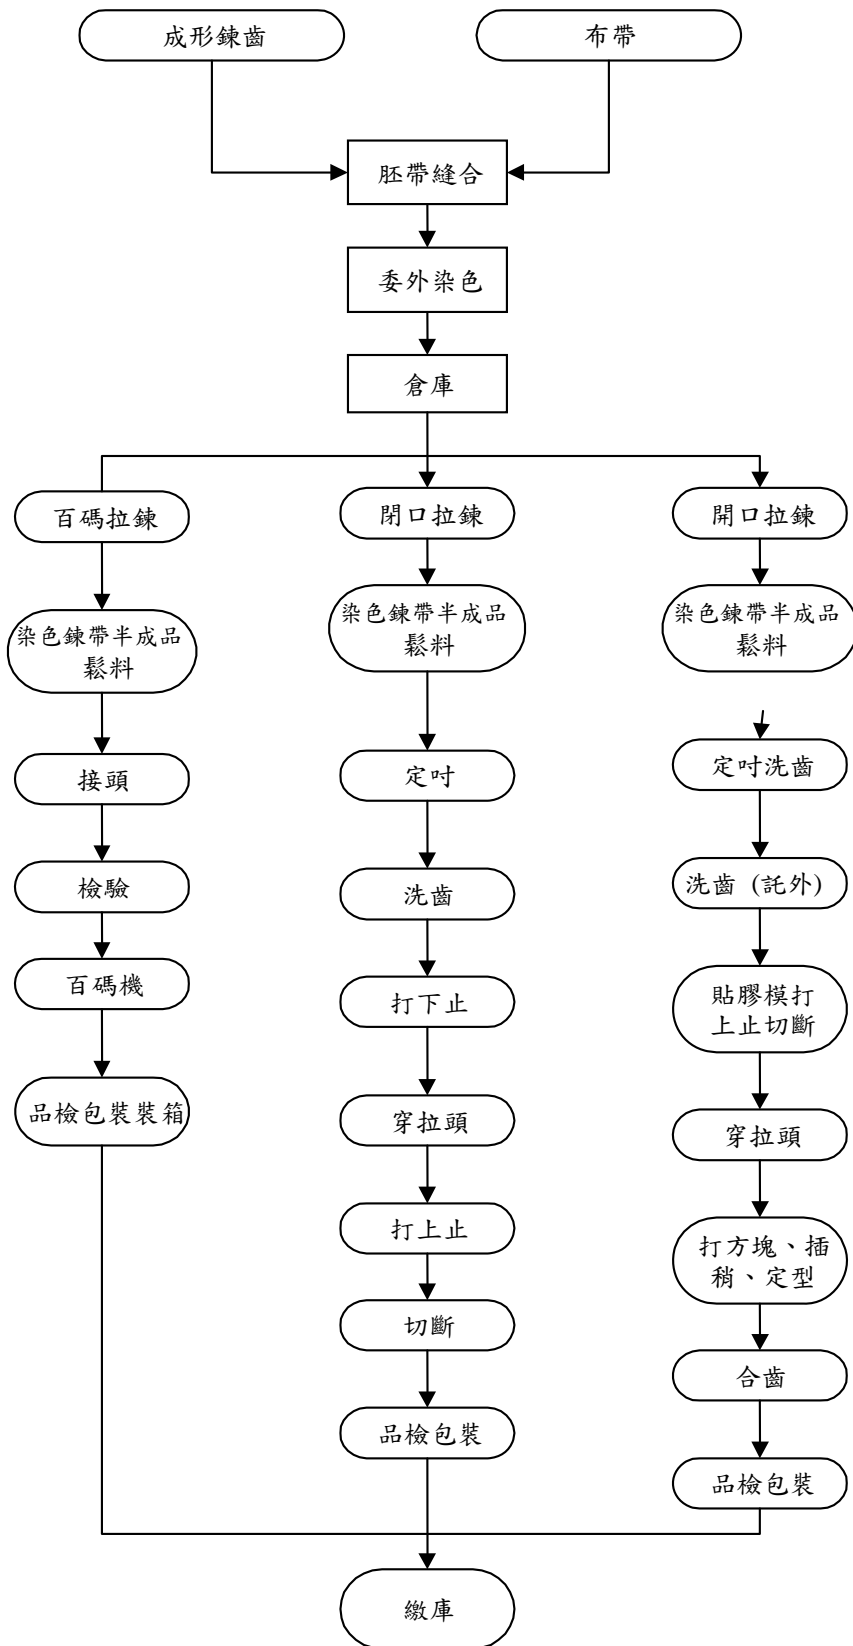 成形鍊齒
布帶
胚帶縫合
委外染色
倉庫
百碼拉鍊
染色鍊帶半成品
鬆料
接頭
檢驗
百碼機
品檢包裝裝箱
閉口拉鍊
染色鍊帶半成品
鬆料
定吋
洗齒
打下止
穿拉頭
打上止
切斷
品檢包裝
開口拉鍊
染色鍊帶半成品
鬆料
定吋洗齒
洗齒 (託外)
貼膠模打
上止切斷
穿拉頭
打方塊、插
稍、定型
合齒
品檢包裝
繳庫